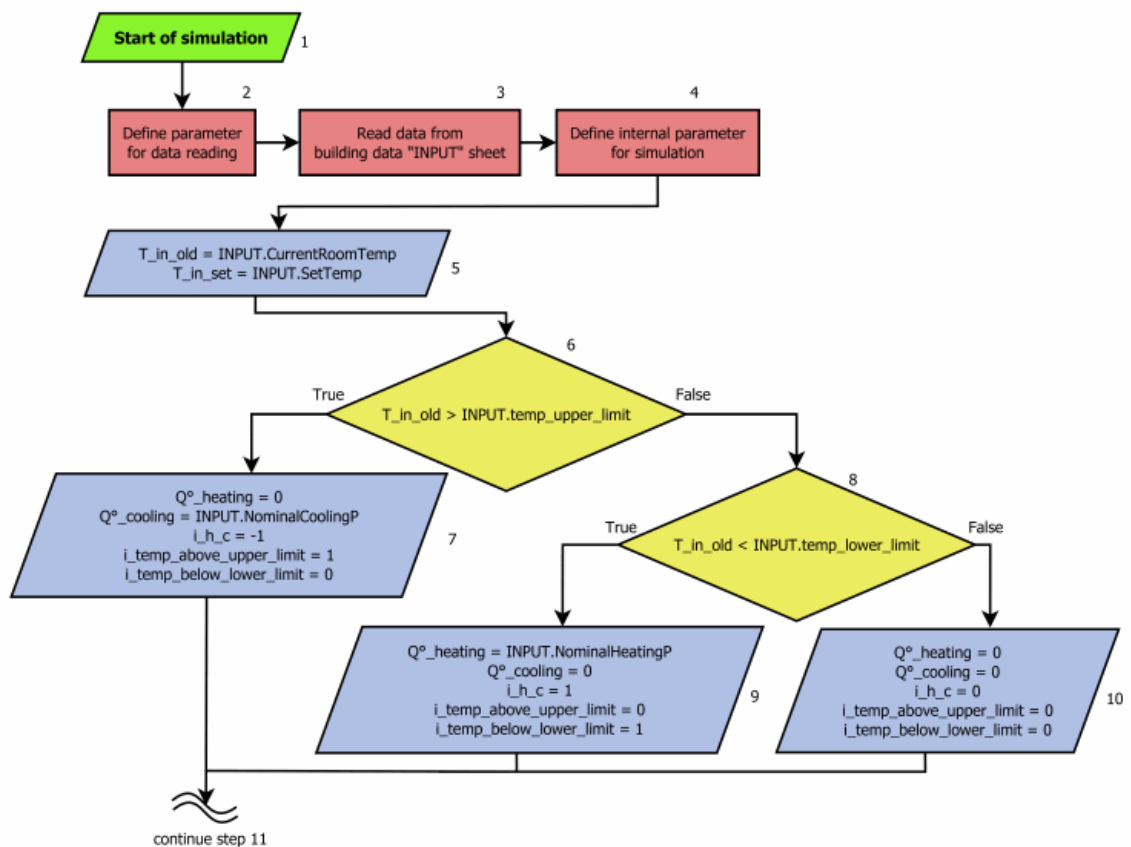 Start of simulation
1
2
3
4
Define parameter
for data reading
Read data from
building data "INPUT" sheet
Define internal parameter
for simulation
T_in_old = INPUT.CurrentRoomTemp
T_in_set = INPUT.SetTemp
5
6
True
False
T_in_old > INPUT.temp_upper_limit
Q°_heating = 0
Q°_cooling = INPUT.NominalCoolingP
i_h_c = -1
i_temp_above_upper_limit = 1
i_temp_below_lower_limit = 0
7
8
True
False
T_in_old < INPUT.temp_lower_limit
Q°_heating = INPUT.NominalHeatingP
Q°_cooling = 0
i_h_c = 1
i_temp_above_upper_limit = 0
i_temp_below_lower_limit = 1
9
Q°_heating = 0
Q°_cooling = 0
i_h_c = 0
i_temp_above_upper_limit = 0
i_temp_below_lower_limit = 0
10
continue step 11